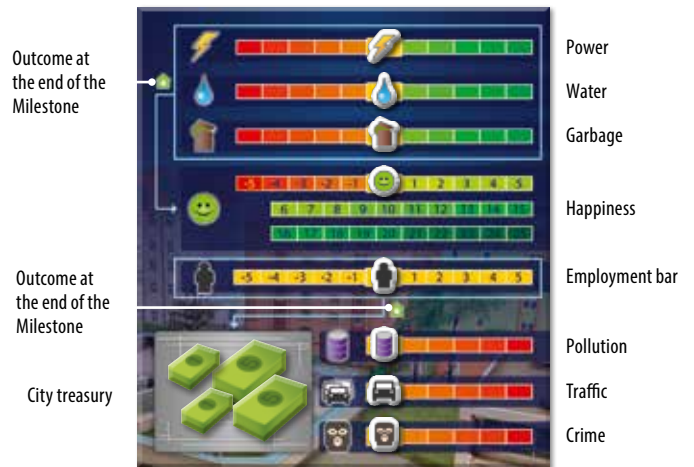 Outcome at
the end of the
Milestone
Power
Water
Garbage
-5 -4 -3 -2 -1 1 2 3 4 5
6 7 8 9 10 11 12 13 14 15
16 17 18 19 20 21 22 23
Happiness
-5 -4 -3 -2 -1 1 2 3 4 5
Employment bar
Outcome at
the end of the
Milestone
City treasury
Pollution
Traffic
Crime